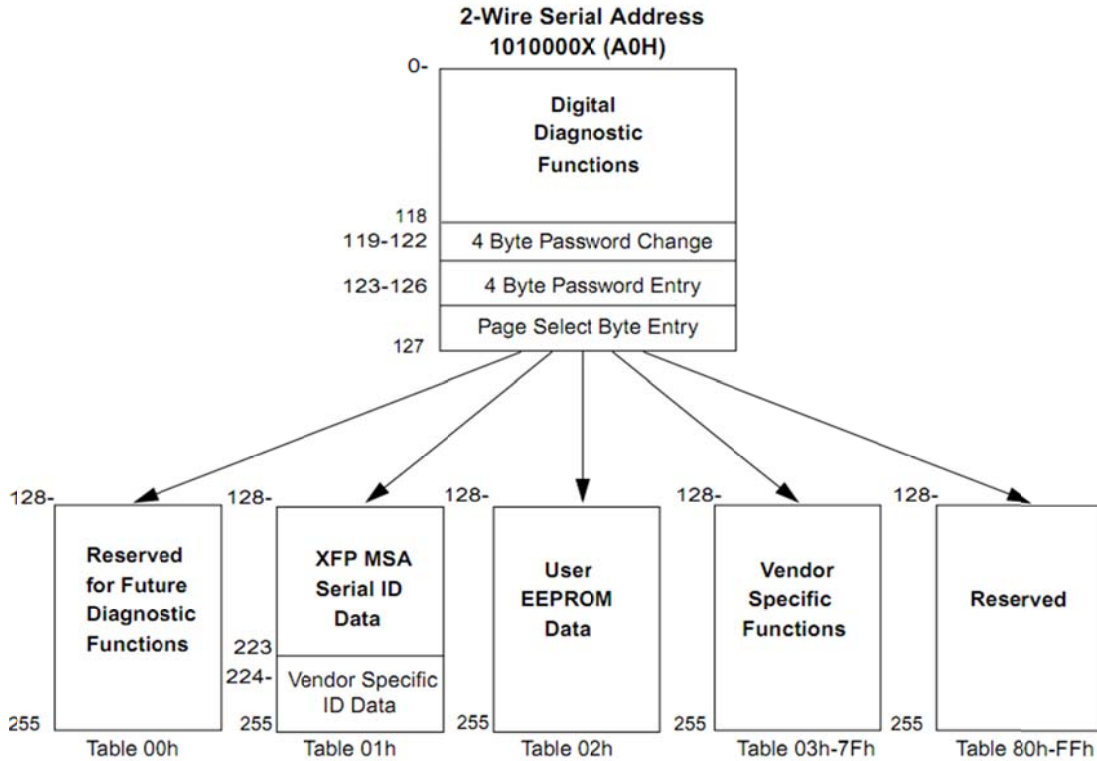 2-Wire Serial Address
1010000X (A0H)
0-
Digital
Diagnostic
Functions
118
119-122
4 Byte Password Change
123-126
4 Byte Password Entry
Page Select Byte Entry
127
128-
Reserved
for Future
Diagnostic
Functions
255
Table 00h
128-
XFP MSA
Serial ID
Data
223
224-
Vendor Specific
ID Data
255
Table 01h
128-
User
EEPROM
Data
255
Table 02h
128-
Vendor
Specific
Functions
255
Table 03h-7Fh
128-
Reserved
255
Table 80h-FFh